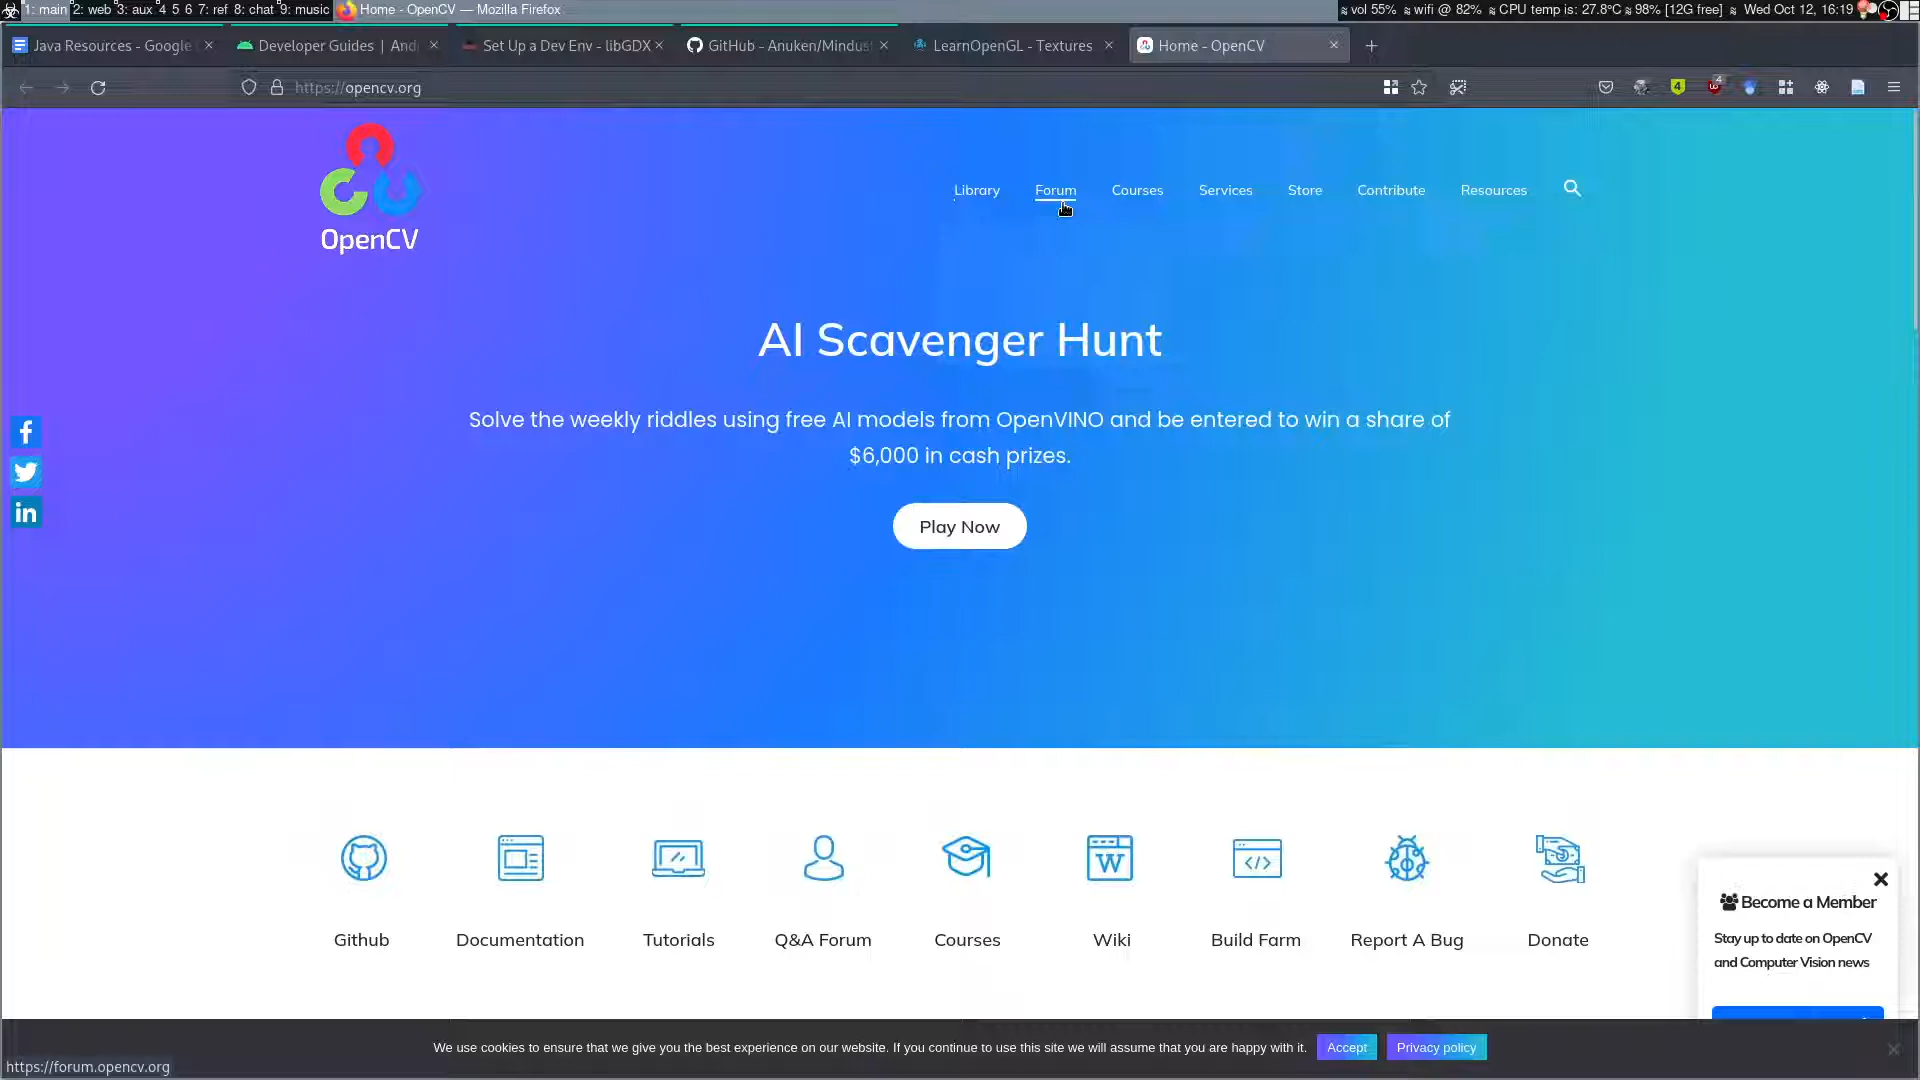 1: main 2: web 3: aux 4 5 6 7: ref 8: chat 9: music Home - OpenCV — Mozilla Firefox vol 55% wifi @ 82% CPU temp is: 27.8°C 98% [12G free] Wed Oct 12, 16:19
Java Resources - Google Developer Guides | And Set Up a Dev Env - libGDX GitHub - Anuken/Mindus LearnOpenGL - Textures Home - OpenCV
https://opencv.org 4 4
Library Forum Courses Services Store Contribute Resources
OpenCV
AI Scavenger Hunt
Solve the weekly riddles using free AI models from OpenVINO and be entered to win a share of
$6,000 in cash prizes.
Play Now
Github Documentation Tutorials Q&A Forum Courses Wiki Build Farm Report A Bug Donate
Become a Member
Stay up to date on OpenCV
and Computer Vision news
We use cookies to ensure that we give you the best experience on our website. If you continue to use this site we will assume that you are happy with it. Accept Privacy policy
https://forum.opencv.org